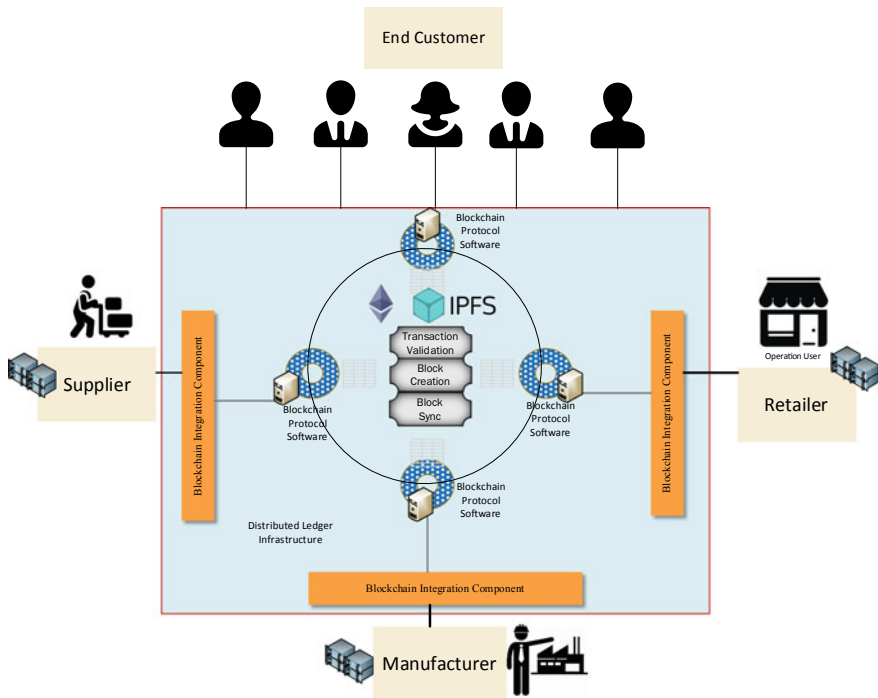 End Customer
Blockchain
Protocol
Software
IPFS
Transaction
Validation
Block
Creation
Block
Sync
Blockchain Integration Component
Supplier
Blockchain
Protocol
Software
Blockchain
Protocol
Software
Blockchain Integration Component
Operation User
Retailer
Blockchain
Protocol
Software
Distributed Ledger
Infrastructure
Blockchain Integration Component
Manufacturer